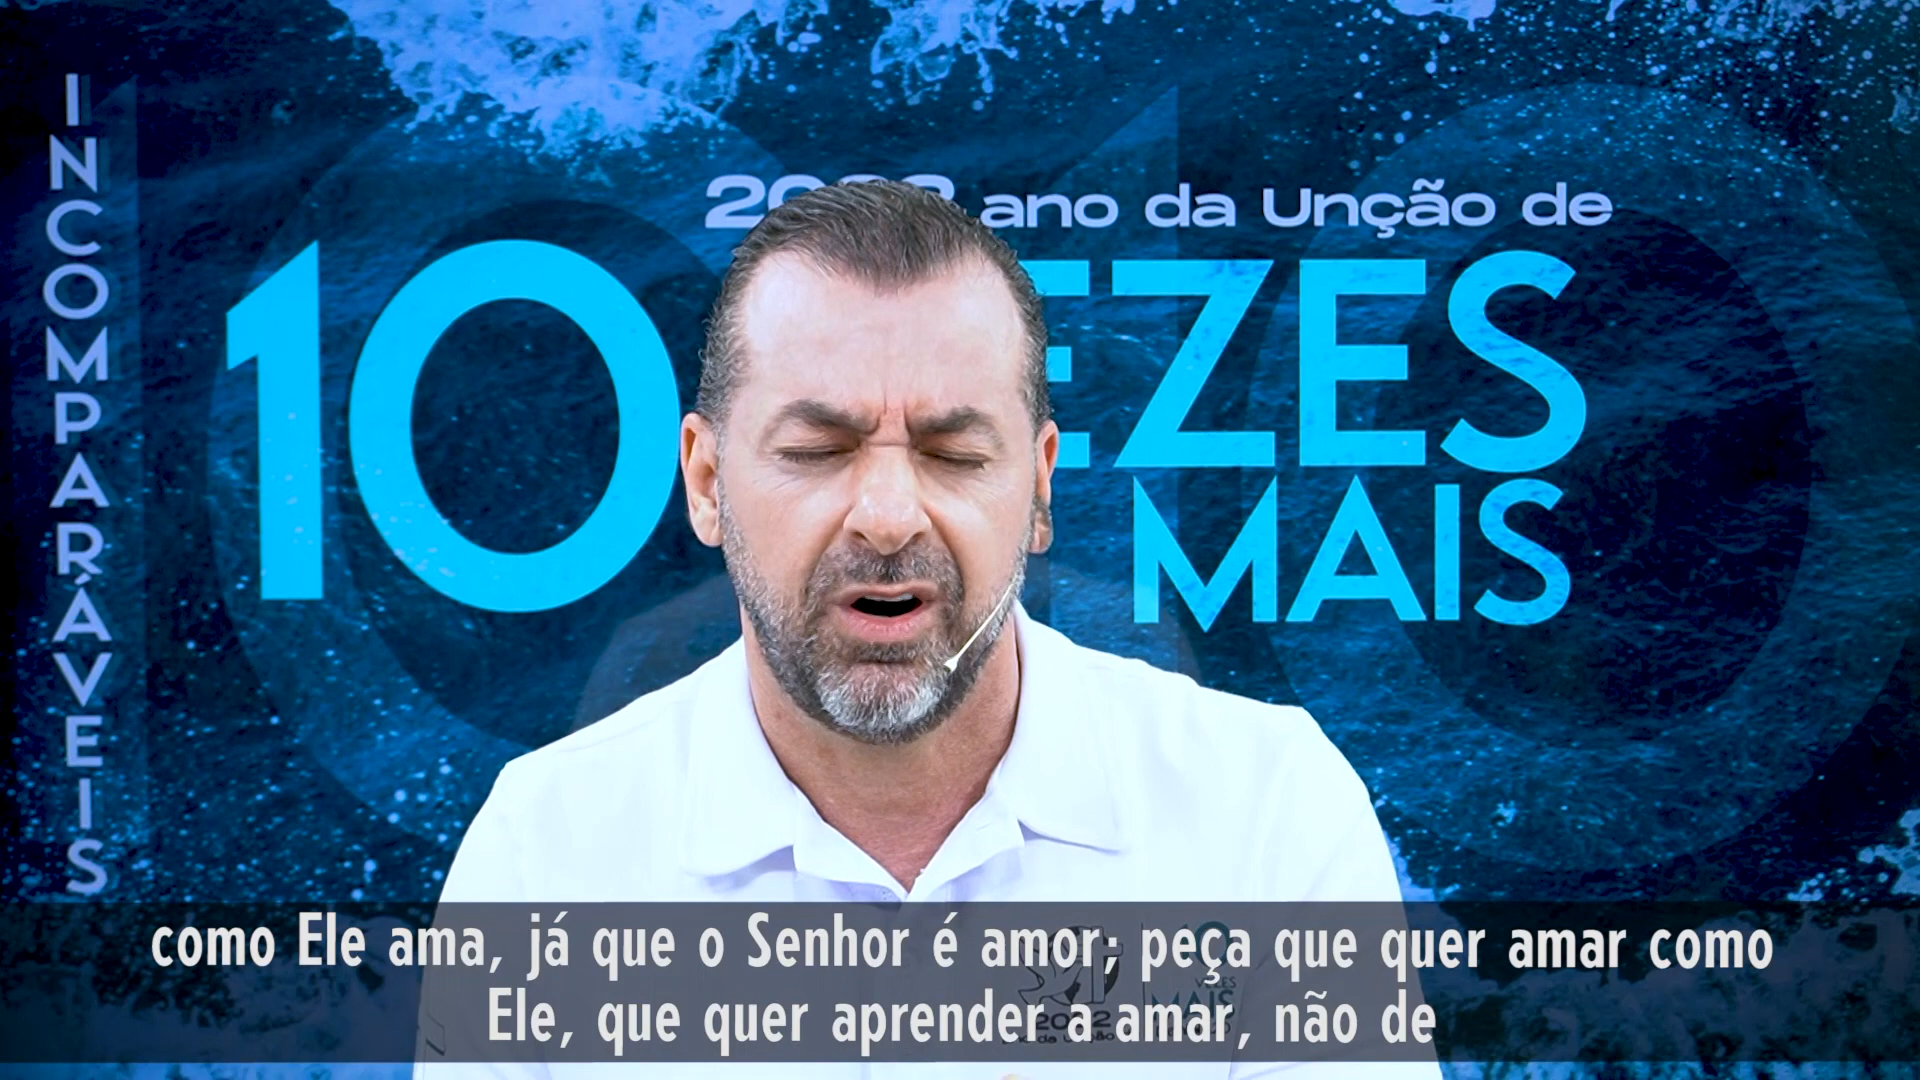 INCOMPARÁVEIS
ano da Unção de
10
MAIS
como Ele ama, já que o Senhor é amor; peça que quer amar como
Ele, que quer aprender a amar, não de
MAIS